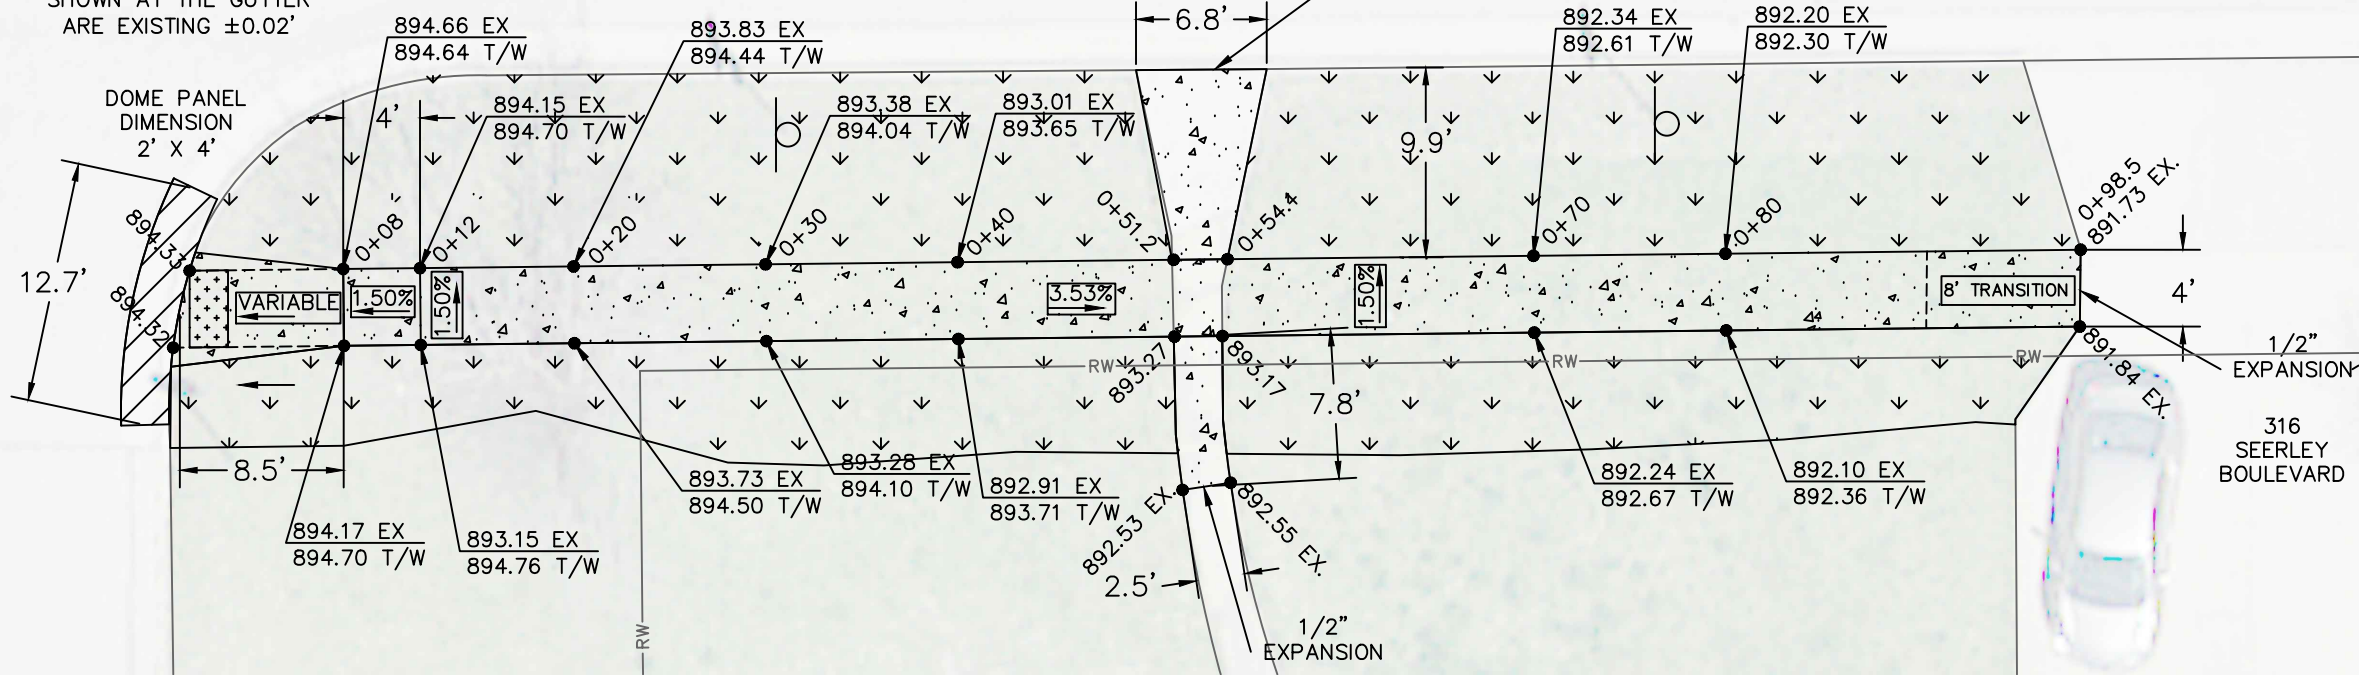 SHOWN AT THE GUTTER
ARE EXISTING ±0.02'
DOME PANEL
DIMENSION
2' X 4'
894.66 EX
894.64 T/W
893.83 EX
894.44 T/W
6.8'
892.34 EX
892.61 T/W
892.20 EX
892.30 T/W
4'
894.15 EX
894.70 T/W
893.38 EX
894.04 T/W
893.01 EX
893.65 T/W
9.9'
12.7'
894.33
894.32
0+08
0+12
0+20
0+30
0+40
0+51.2
0+54.4
0+70
0+80
0+98.5
891.73 EX.
VARIABLE
1.50%
1.50%
3.53%
1.50%
8' TRANSITION
4'
893.27
893.17
RW
RW
RW
RW
891.84 EX.
1/2"
EXPANSION
7.8'
316
SEERLEY
BOULEVARD
8.5'
893.73 EX
894.50 T/W
893.28 EX
894.10 T/W
892.91 EX
893.71 T/W
892.24 EX
892.67 T/W
892.10 EX
892.36 T/W
894.17 EX
894.70 T/W
893.15 EX
894.76 T/W
892.53 EX.
892.55 EX.
2.5'
1/2"
EXPANSION